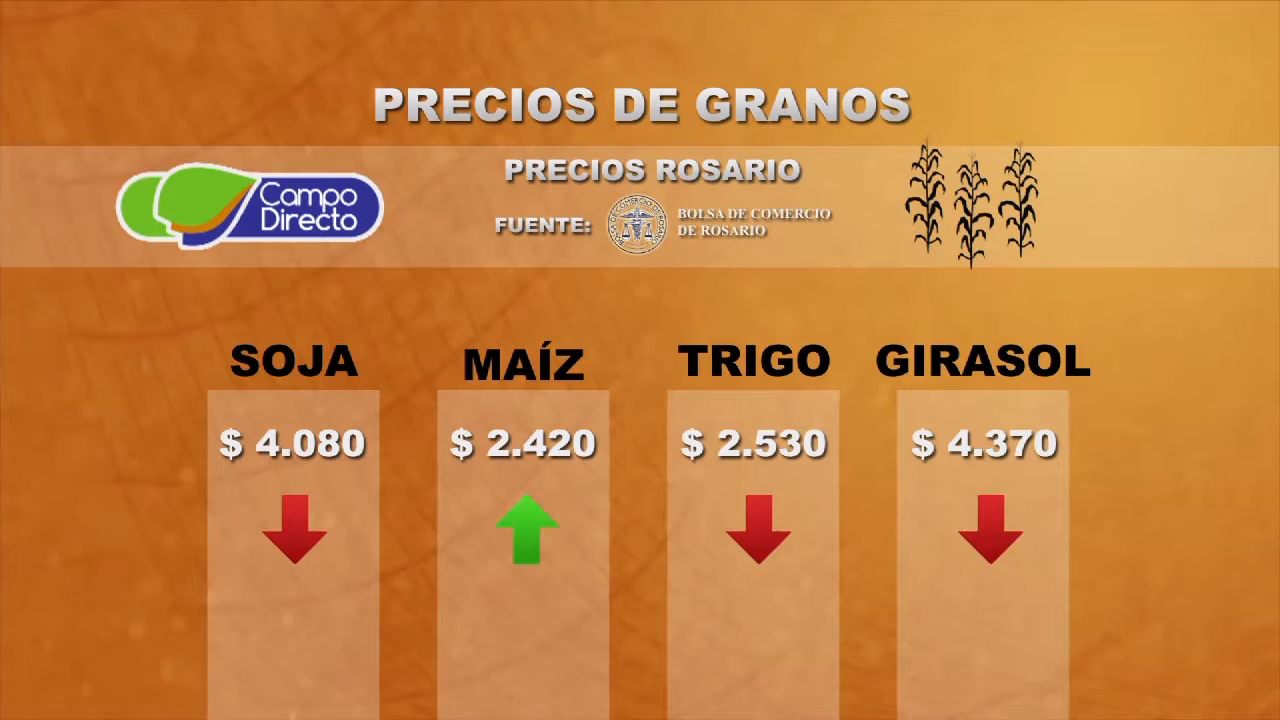 PRECIOS DE GRANOS
Campo
Directo
PRECIOS ROSARIO
FUENTE:
BOLSA DE COMERCIO
DE ROSARIO
SOJA
MAÍZ
TRIGO
GIRASOL
$ 4.080
$ 2.420
$ 2.530
$ 4.370